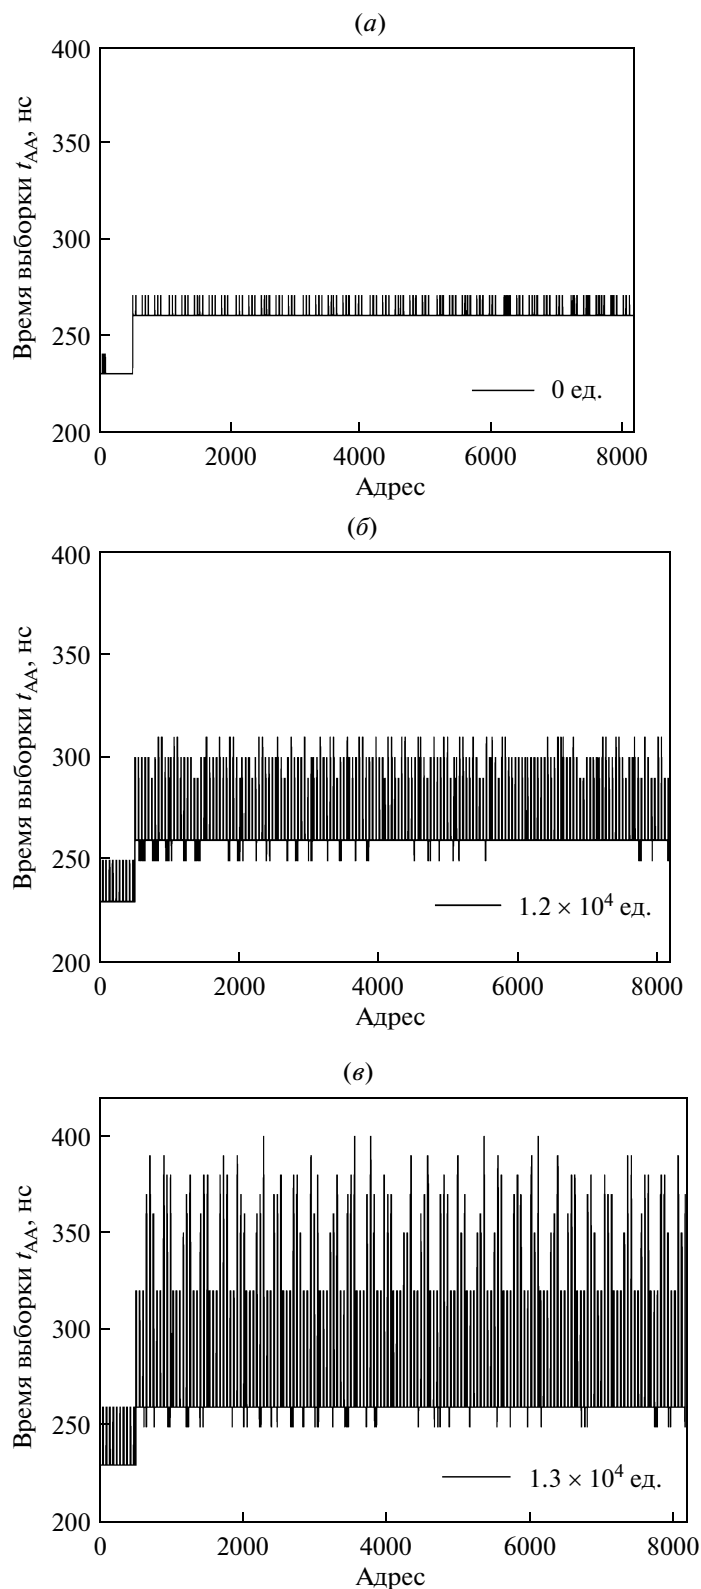 (а)
400
350
300
250
200
Время выборки tAA, нс
0 ед.
0 2000 4000 6000 8000
Адрес
(б)
400
350
300
250
200
Время выборки tAA, нс
1.2 × 10⁴ ед.
0 2000 4000 6000 8000
Адрес
(в)
400
350
300
250
200
Время выборки tAA, нс
1.3 × 10⁴ ед.
0 2000 4000 6000 8000
Адрес